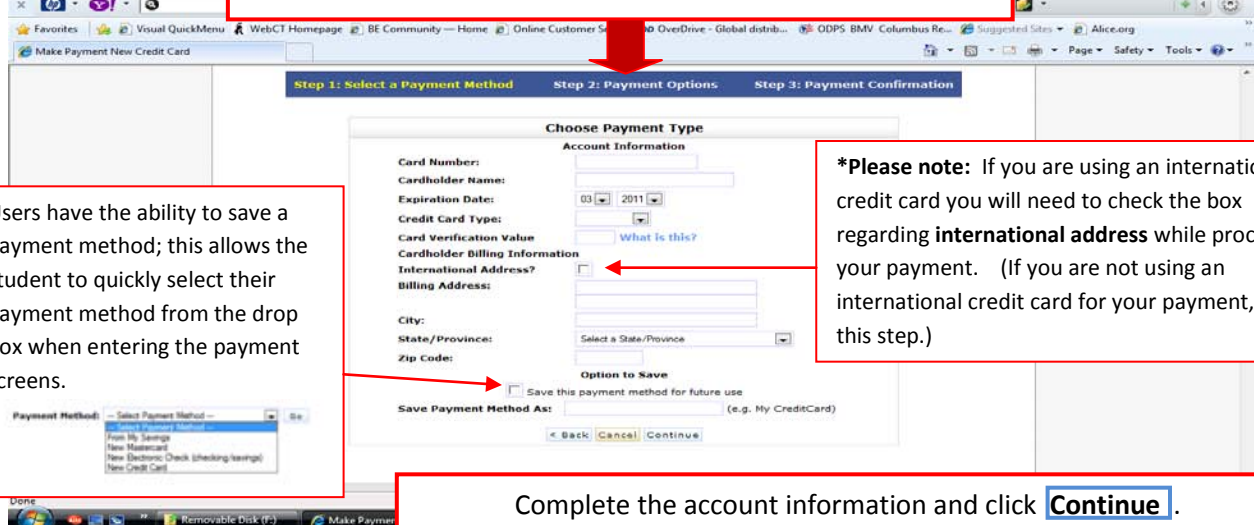 Favorites Visual QuickMenu WebCT Homepage BE Community — Home Online Customer OverDrive - Global distrib... ODPS BMV Columbus Re... Suggested Sites Alice.org
Make Payment New Credit Card Page Safety Tools
Step 1: Select a Payment Method Step 2: Payment Options Step 3: Payment Confirmation
Choose Payment Type
Account Information
Card Number:
Cardholder Name:
Expiration Date: 03 2011
Credit Card Type:
Card Verification Value What is this?
Cardholder Billing Information
International Address?
Billing Address:
City:
State/Province: Select a State/Province
Zip Code:
Option to Save
Save this payment method for future use
Save Payment Method As: (e.g. My CreditCard)
< Back Cancel Continue
sers have the ability to save a
ayment method; this allows the
tudent to quickly select their
ayment method from the drop
ox when entering the payment
creens.
Payment Method: -- Select Payment Method -- Go
-- Select Payment Method --
From My Savings
New Mastercard
New Electronic Check (checking/savings)
New Credit Card
*Please note: If you are using an internatio
credit card you will need to check the box
regarding international address while proc
your payment. (If you are not using an
international credit card for your payment,
this step.)
Done
Removable Disk (F:) Make Paymen
Complete the account information and click Continue .